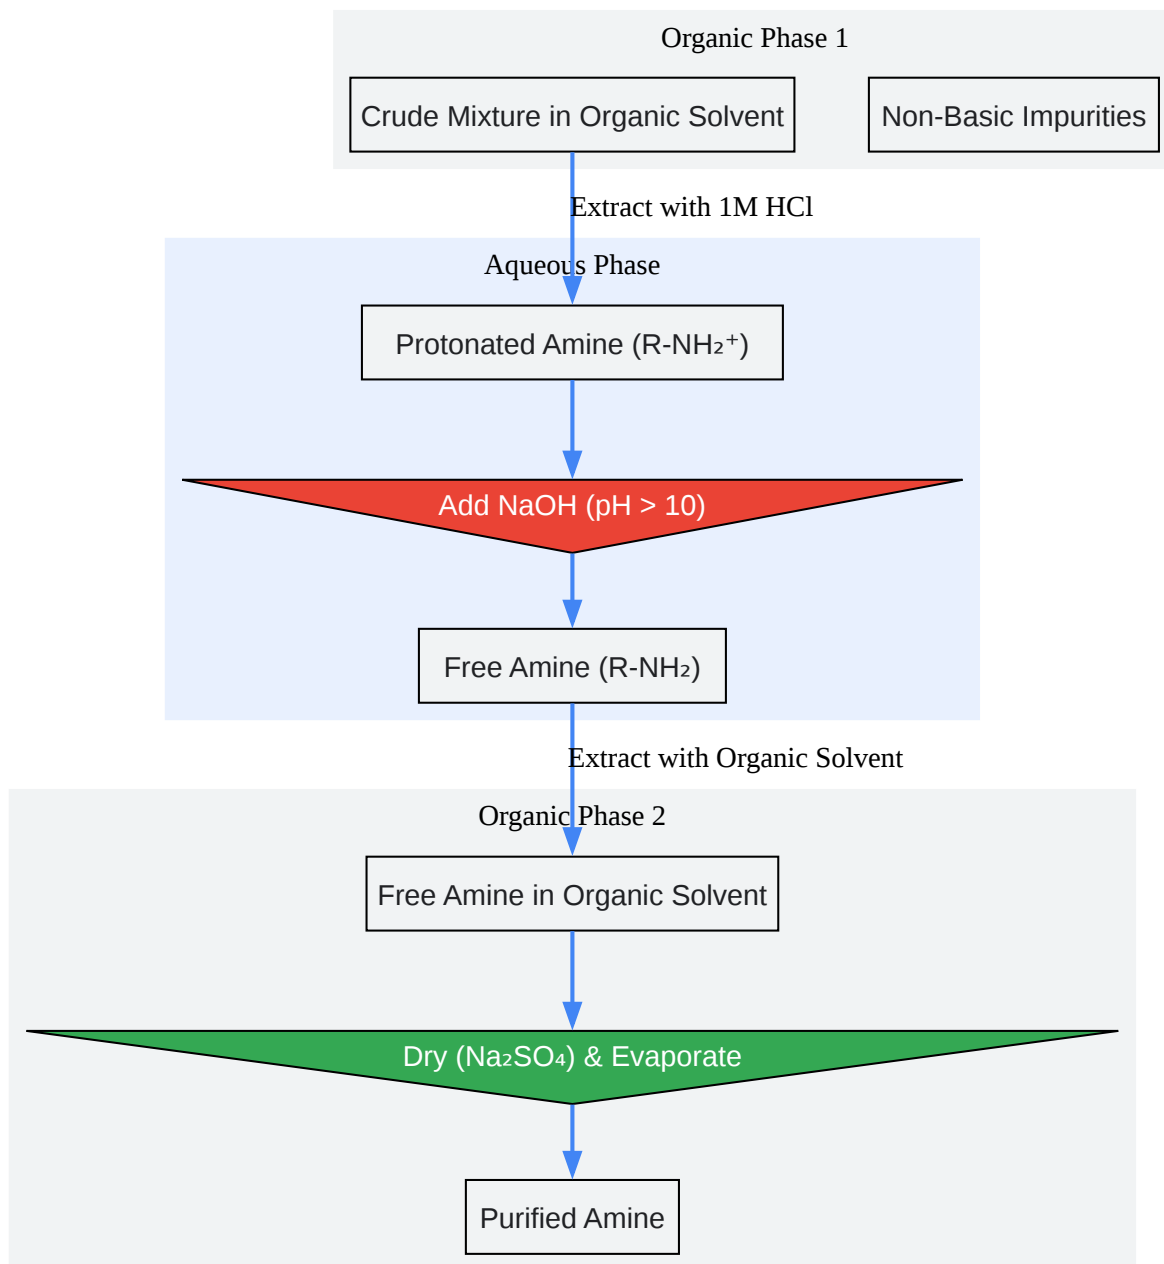 Organic Phase 1
Crude Mixture in Organic Solvent
Non-Basic Impurities
Extract with 1M HCl
Aqueous Phase
Protonated Amine (R-NH₂⁺)
Add NaOH (pH > 10)
Free Amine (R-NH₂)
Extract with Organic Solvent
Organic Phase 2
Free Amine in Organic Solvent
Dry (Na₂SO₄) & Evaporate
Purified Amine